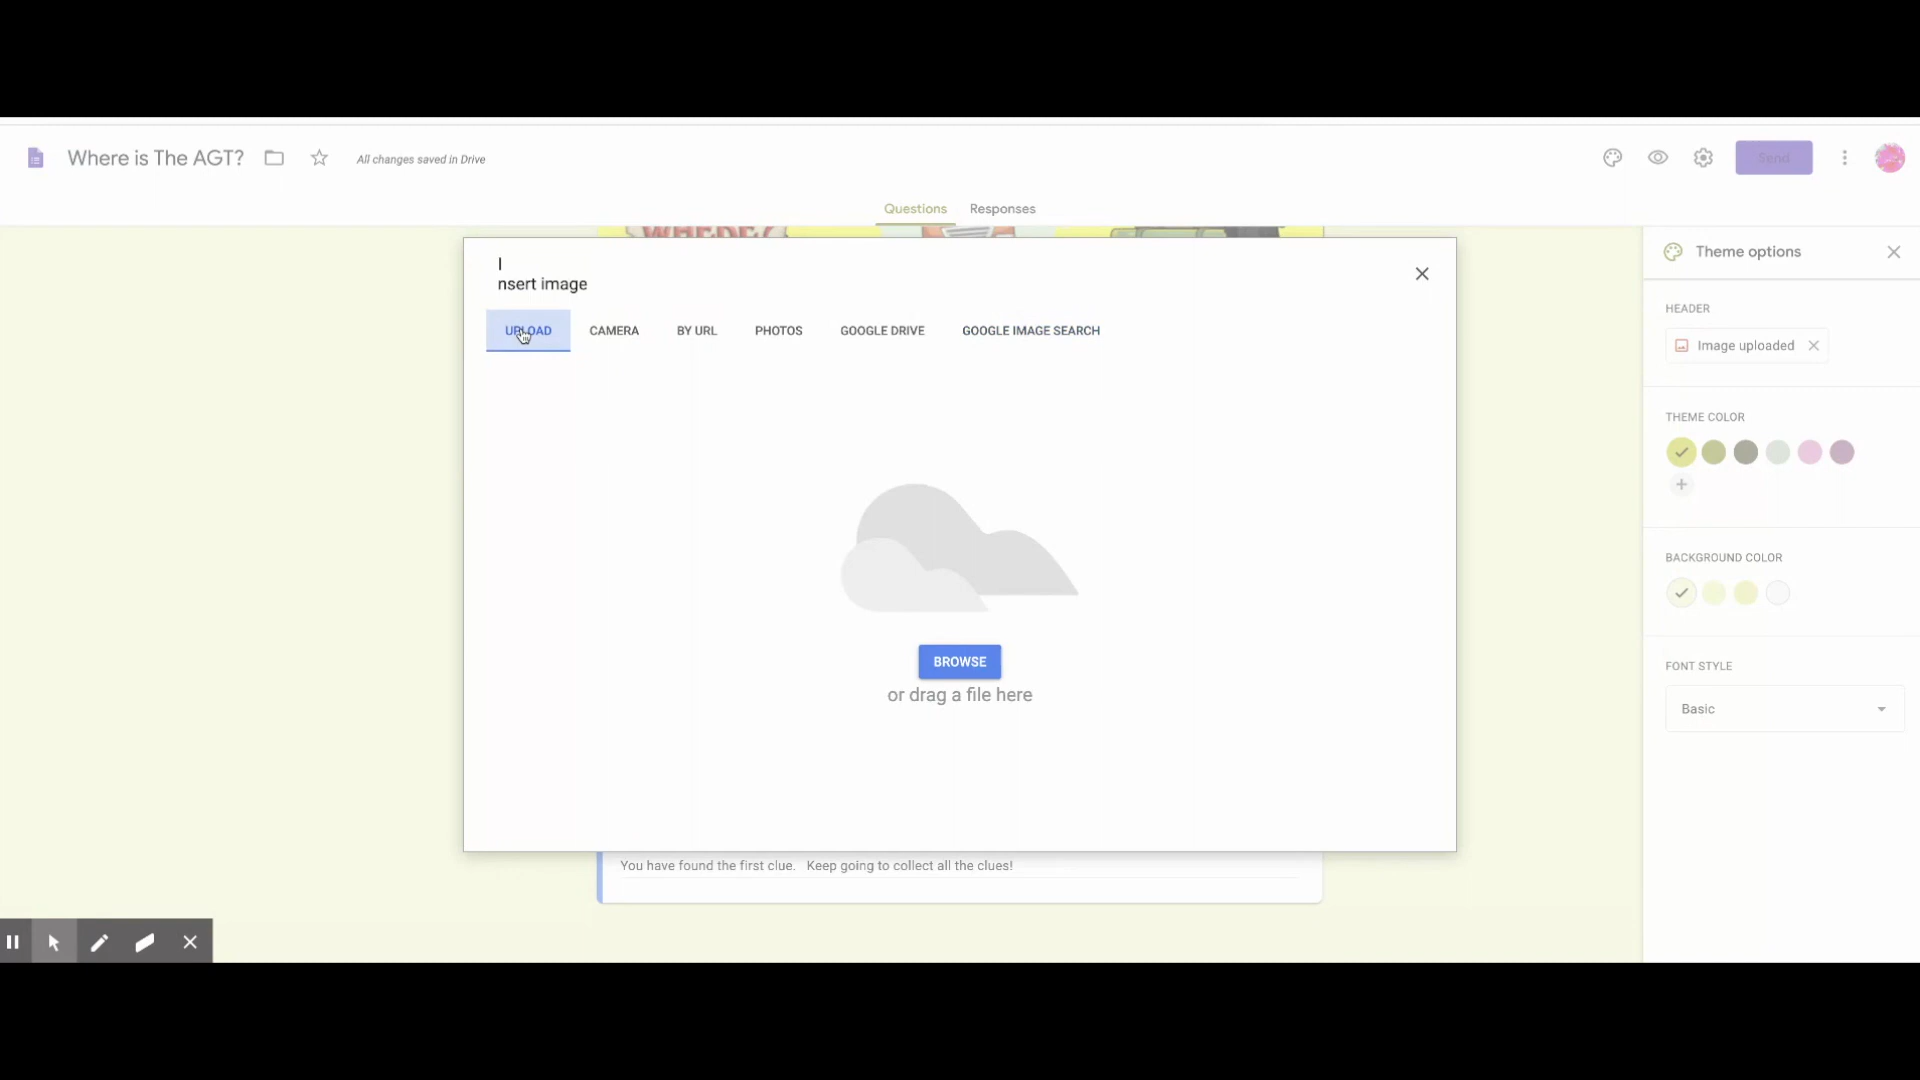 Where is The AGT?
All changes saved in Drive
Send
Questions
Responses
WHERE?
I
nsert image
UPLOAD
CAMERA
BY URL
PHOTOS
GOOGLE DRIVE
GOOGLE IMAGE SEARCH
BROWSE
or drag a file here
You have found the first clue. Keep going to collect all the clues!
Theme options
HEADER
Image uploaded
THEME COLOR
BACKGROUND COLOR
FONT STYLE
Basic